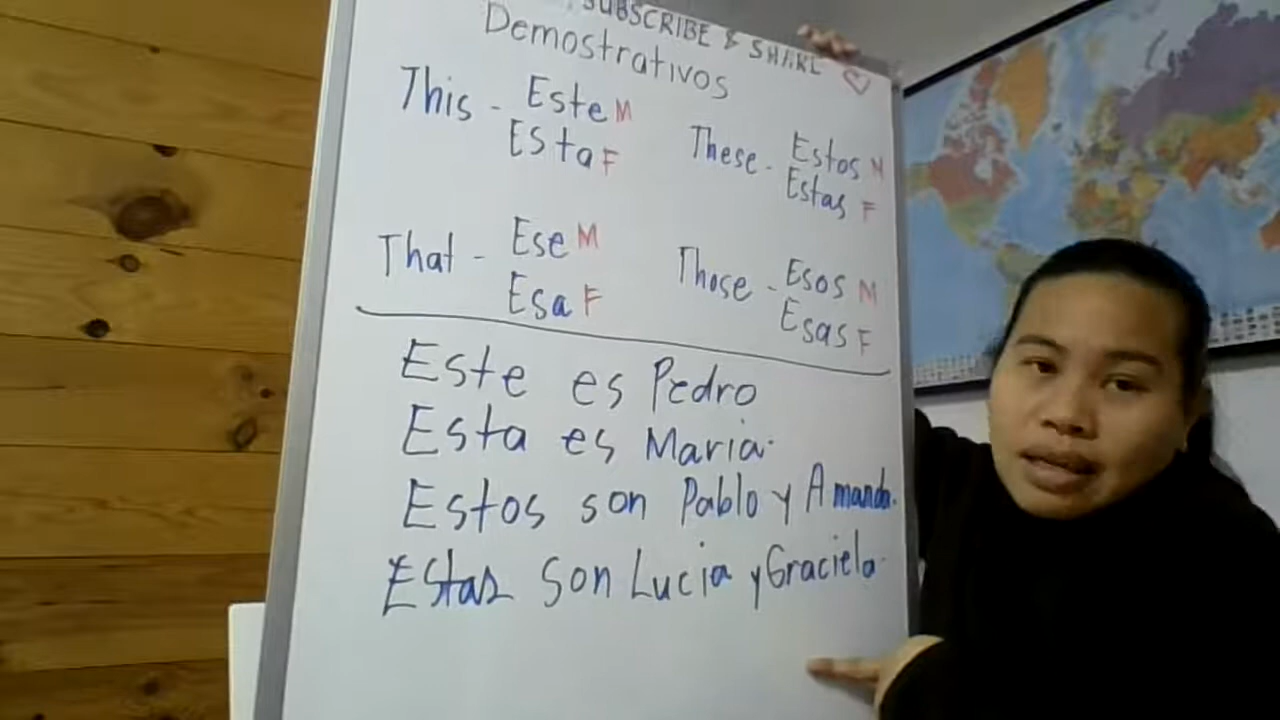 SUBSCRIBE & SHARE
Demostrativos
This - Este M
Esta F
These - Estos M
Estas F
That - Ese M
Esa F
Those - Esos M
Esas F
Este es Pedro
Esta es Maria.
Estos son Pablo y Amanda.
Estas son Lucia y Graciela.